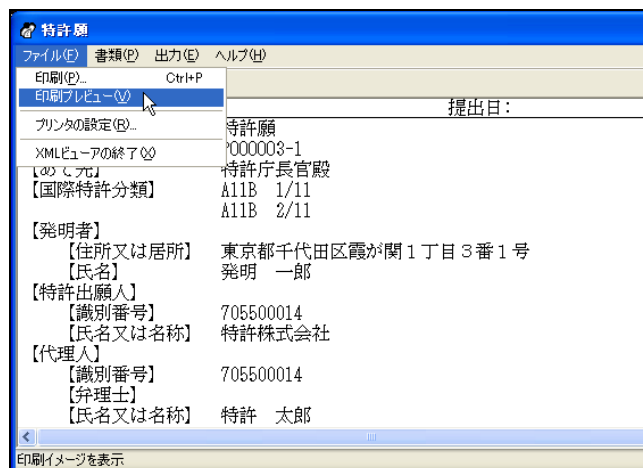 特許願
ファイル(F) 書類(P) 出力(E) ヘルプ(H)
印刷(P)... Ctrl+P
印刷プレビュー(V)
プリンタの設定(R)...
XMLビューアの終了(X)
提出日:
特許願
P000003-1
【あて先】 特許庁長官殿
【国際特許分類】 A11B 1/11
A11B 2/11
【発明者】
【住所又は居所】 東京都千代田区霞が関1丁目3番1号
【氏名】 発明 一郎
【特許出願人】
【識別番号】 705500014
【氏名又は名称】 特許株式会社
【代理人】
【識別番号】 705500014
【弁理士】
【氏名又は名称】 特許 太郎
印刷イメージを表示